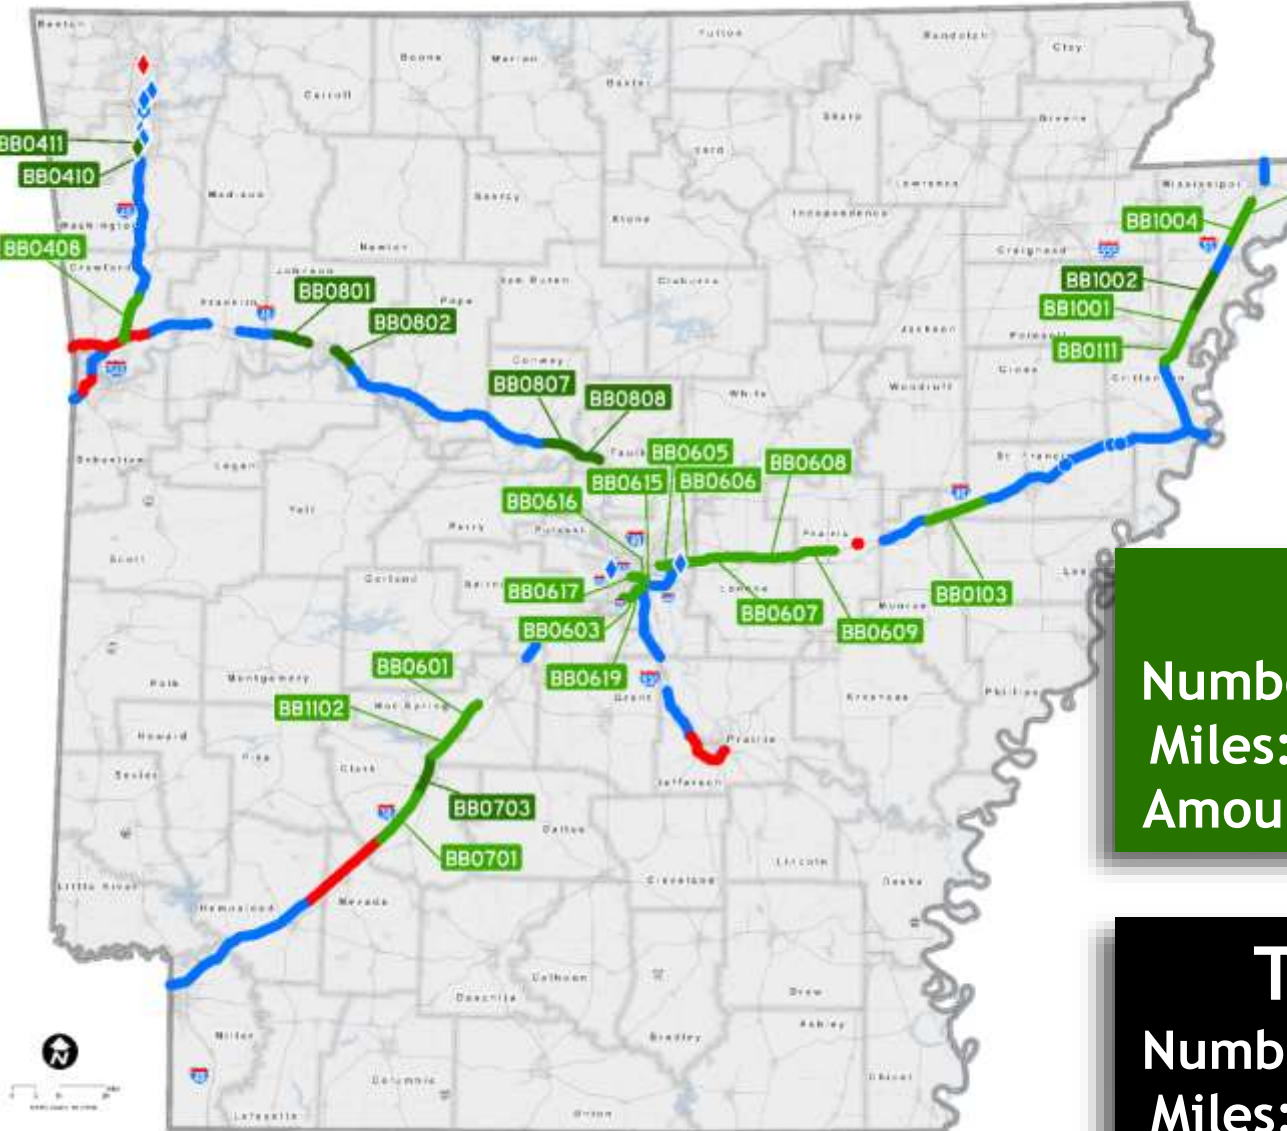 Benton
Boone
Marion
Fulton
Randolph
Clay
Carroll
Baxter
Sharp
Greene
BB0411
BB0410
Izard
Madison
Searcy
Lawrence
Mississippi
Washington
Stone
Independence
BB1004
BB0408
Newton
Craighead
Crawford
Johnson
Van Buren
Cleburne
BB1002
BB0801
Franklin
Pope
BB1001
BB0802
Jackson
Poinsett
BB0111
Conway
Cross
Crittenden
BB0807
BB0808
White
Woodruff
Sebastian
Logan
Faulk
BB0605
BB0608
St. Francis
BB0615
BB0606
BB0616
Yell
Perry
Pulaski
Prairie
Scott
Garland
Saline
BB0617
Lonoke
BB0103
BB0607
Monroe
Lee
BB0603
BB0609
BB0601
BB0619
Polk
Montgomery
Grant
Arkansas
Phillips
BB1102
Hot Spring
Howard
Pike
Clark
Prairie
Sevier
Jefferson
BB0703
Dallas
BB0701
Lincoln
Little River
Cleveland
Desha
Hempstead
Nevada
Calhoun
Ouachita
Drew
Miller
Bradley
Ashley
N
Columbia
Chicot
Lafayette
Union
Numb
Miles:
Amou
T
Numb
Miles: